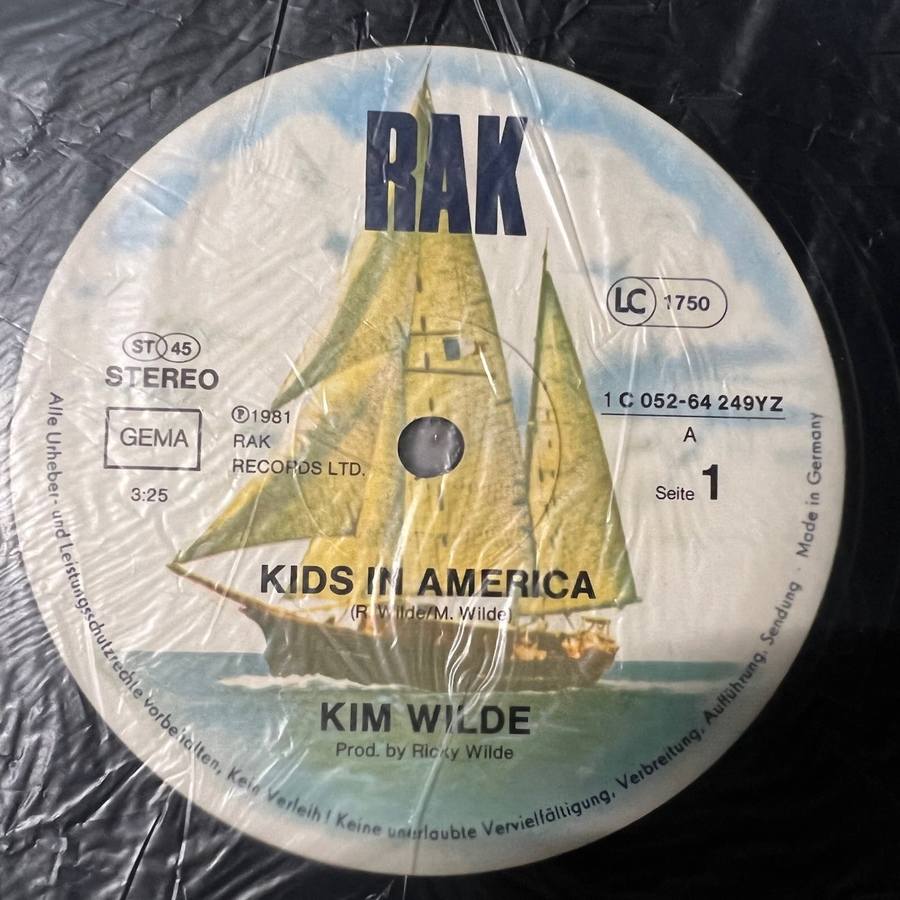 RAK
LC 1750
ST 45
STEREO
GEMA
3:25
Ⓟ1981
RAK
RECORDS LTD.
1 C 052-64 249YZ
A
Seite 1
KIDS IN AMERICA
(R. Wilde/M. Wilde)
KIM WILDE
Prod. by Ricky Wilde
Alle Urheber- und Leistungsschutzrechte vorbehalten, Kein Verleih! Keine unerlaubte Vervielfältigung, Verbreitung, Aufführung, Sendung · Made in Germany